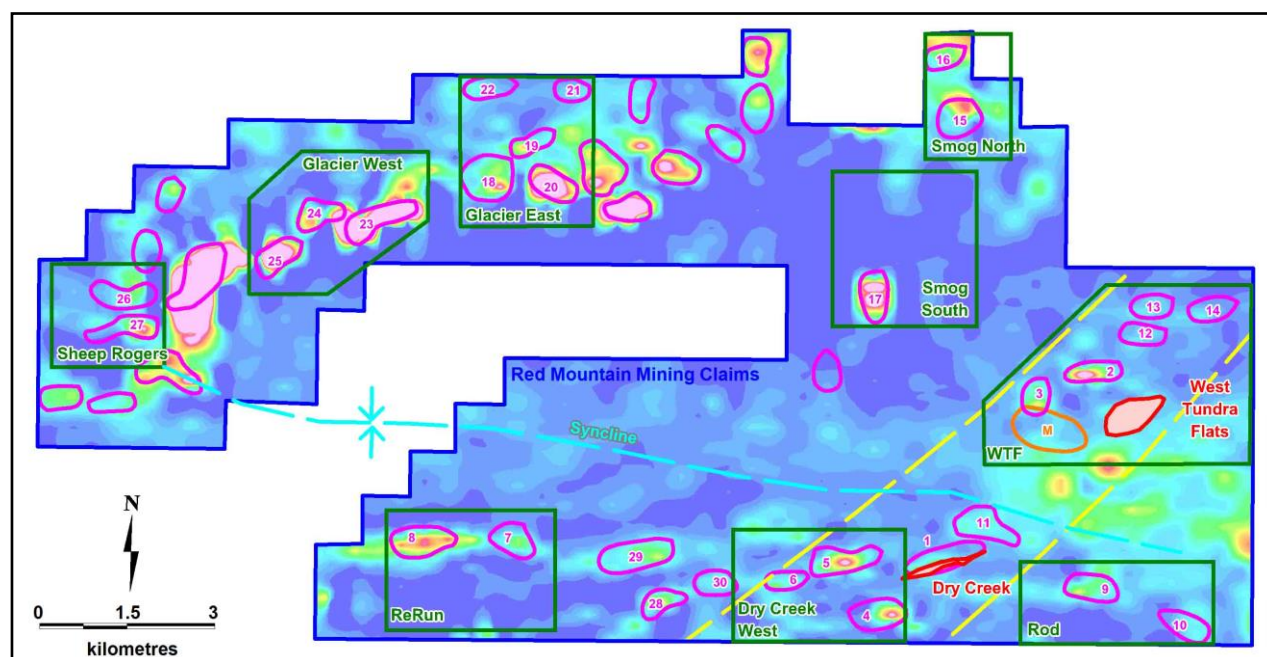 16
22
21
15
Smog North
Glacier West
19
18
20
Glacier East
24
23
25
17
Smog
South
26
27
Sheep Rogers
13
14
12
2
3
M
West
Tundra
Flats
WTF
Red Mountain Mining Claims
Syncline
N
0 1.5 3
kilometres
8
7
29
30
28
ReRun
5
6
4
Dry Creek
West
1
11
Dry Creek
9
10
Rod